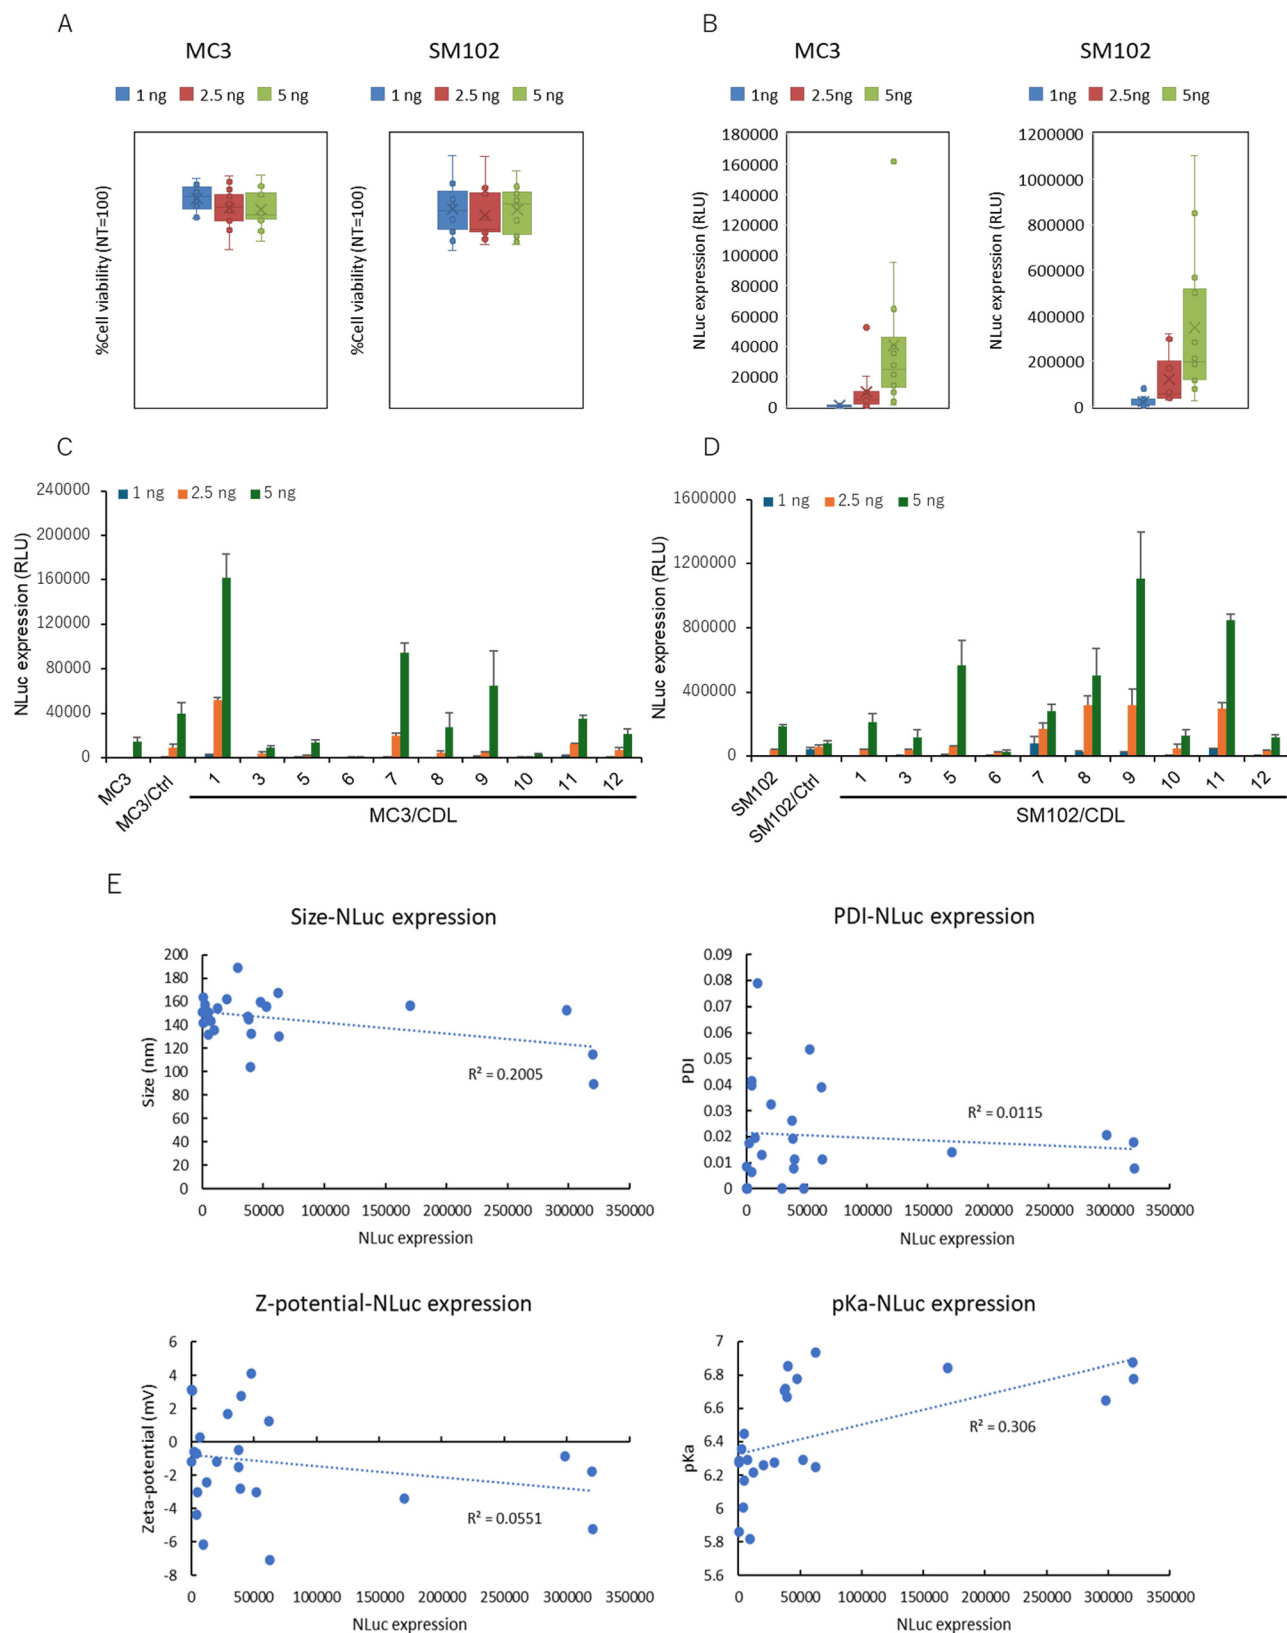 A
MC3
SM102
1 ng 2.5 ng 5 ng
1 ng 2.5 ng 5 ng
%Cell viability (NT=100)
%Cell viability (NT=100)
B
MC3
SM102
1ng 2.5ng 5ng
1ng 2.5ng 5ng
NLuc expression (RLU)
180000
160000
140000
120000
100000
80000
60000
40000
20000
0
NLuc expression (RLU)
1200000
1000000
800000
600000
400000
200000
0
C
1 ng 2.5 ng 5 ng
NLuc expression (RLU)
240000
200000
160000
120000
80000
40000
0
MC3 MC3/Ctrl 1 3 5 6 7 8 9 10 11 12
MC3/CDL
D
1 ng 2.5 ng 5 ng
NLuc expression (RLU)
1600000
1200000
800000
400000
0
SM102 SM102/Ctrl 1 3 5 6 7 8 9 10 11 12
SM102/CDL
E
Size-NLuc expression
Size (nm)
200
180
160
140
120
100
80
60
40
20
0
R² = 0.2005
0 50000 100000 150000 200000 250000 300000 350000
NLuc expression
PDI-NLuc expression
PDI
0.09
0.08
0.07
0.06
0.05
0.04
0.03
0.02
0.01
0
R² = 0.0115
0 50000 100000 150000 200000 250000 300000 350000
NLuc expression
Z-potential-NLuc expression
Zeta-potential (mV)
6
4
2
0
-2
-4
-6
-8
R² = 0.0551
0 50000 100000 150000 200000 250000 300000 350000
NLuc expression
pKa-NLuc expression
pKa
7
6.8
6.6
6.4
6.2
6
5.8
5.6
R² = 0.306
0 50000 100000 150000 200000 250000 300000 350000
NLuc expression